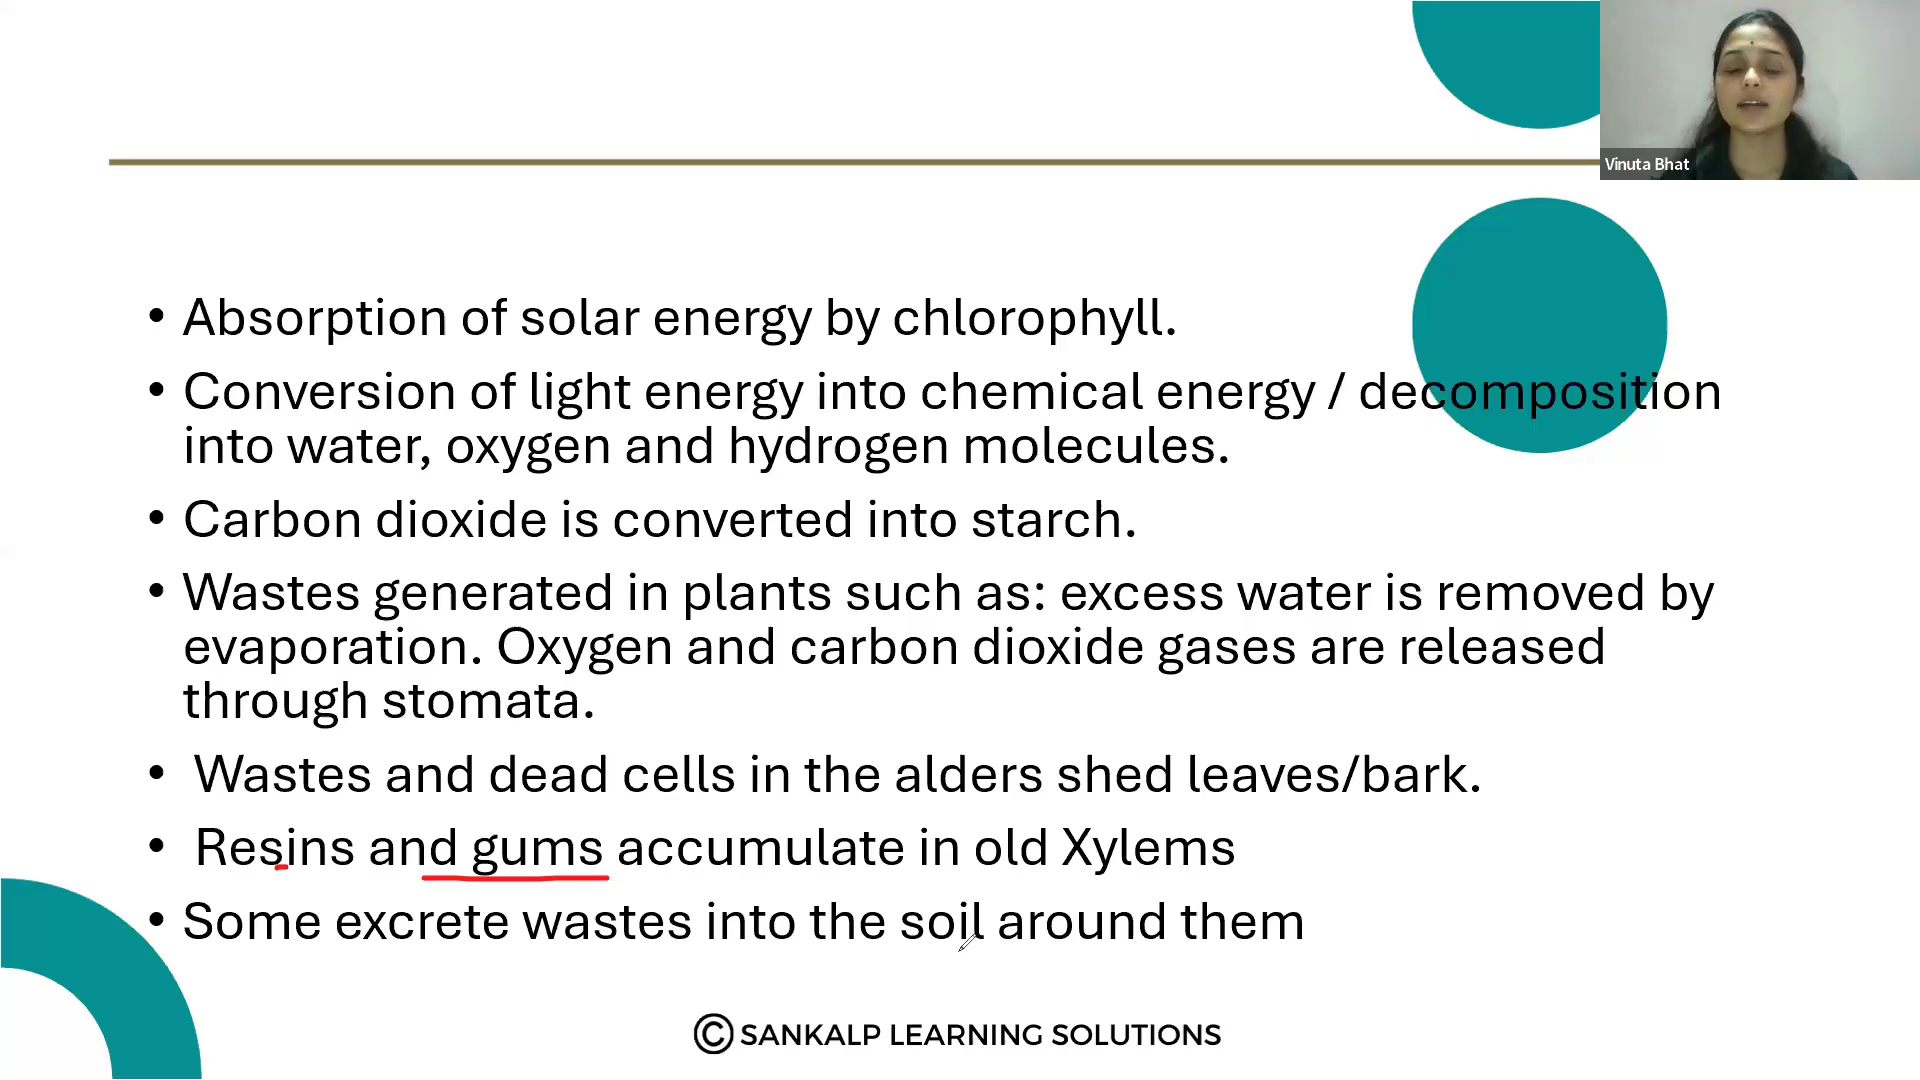 Vinuta Bhat
• Absorption of solar energy by chlorophyll.
• Conversion of light energy into chemical energy / decomposition
into water, oxygen and hydrogen molecules.
• Carbon dioxide is converted into starch.
• Wastes generated in plants such as: excess water is removed by
evaporation. Oxygen and carbon dioxide gases are released
through stomata.
• Wastes and dead cells in the alders shed leaves/bark.
• Resins and gums accumulate in old Xylems
• Some excrete wastes into the soil around them
© SANKALP LEARNING SOLUTIONS